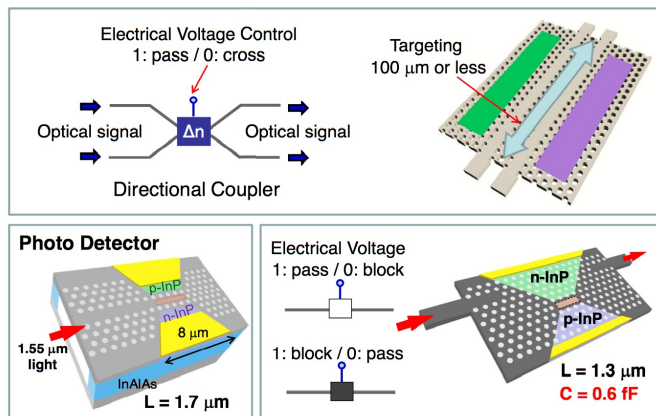 Electrical Voltage Control
1: pass / 0: cross
Optical signal
Δn
Optical signal
Directional Coupler
Targeting
100 μm or less
Photo Detector
p-InP
n-InP
8 μm
1.55 μm
light
InAlAs
L = 1.7 μm
Electrical Voltage
1: pass / 0: block
1: block / 0: pass
n-InP
p-InP
L = 1.3 μm
C = 0.6 fF